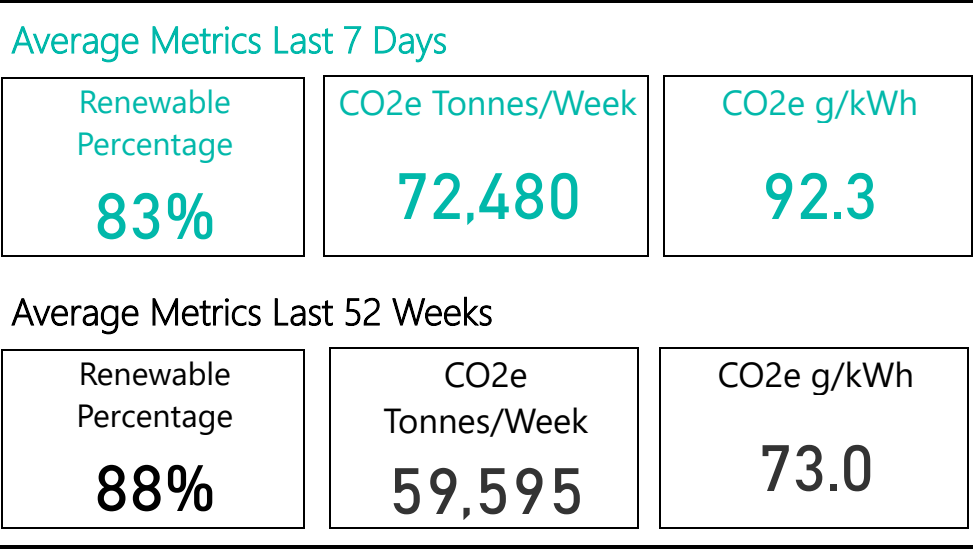 Average Metrics Last 7 Days
Renewable
Percentage
83%
CO2e Tonnes/Week
72,480
CO2e g/kWh
92.3
Average Metrics Last 52 Weeks
Renewable
Percentage
88%
CO2e
Tonnes/Week
59,595
CO2e g/kWh
73.0